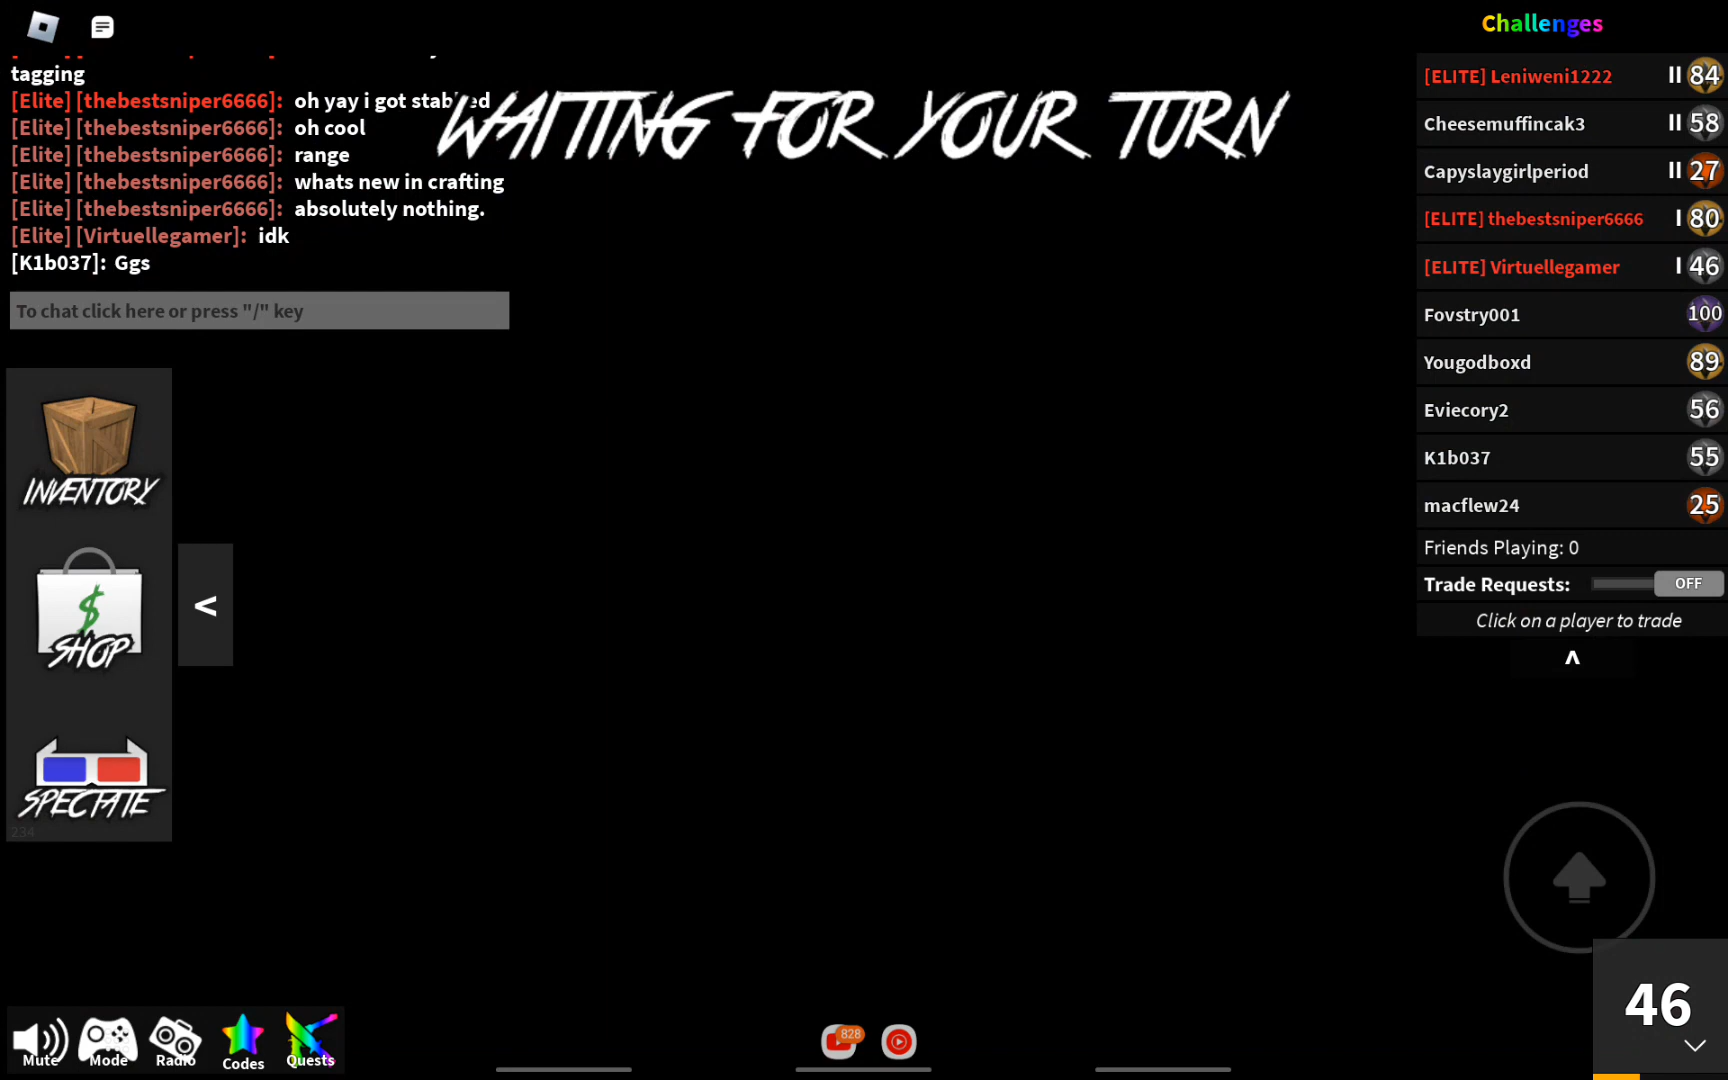 Challenges
tagging
[Elite] [thebestsniper6666]: oh yay i got stabbed
[Elite] [thebestsniper6666]: oh cool
[Elite] [thebestsniper6666]: range
[Elite] [thebestsniper6666]: whats new in crafting
[Elite] [thebestsniper6666]: absolutely nothing.
[Elite] [Virtuellegamer]: idk
[K1b037]: Ggs
To chat click here or press "/" key
WAITING FOR YOUR TURN
[ELITE] Leniweni1222 II 84
Cheesemuffincak3 II 58
Capyslaygirlperiod II 27
[ELITE] thebestsniper6666 I 80
[ELITE] Virtuellegamer I 46
Fovstry001 100
Yougodboxd 89
Eviecory2 56
K1b037 55
macflew24 25
Friends Playing: 0
Trade Requests: OFF
Click on a player to trade
^
INVENTORY
$
SHOP
<
SPECTATE
234
Mute
Mode
Radio
Codes
Quests
828
46